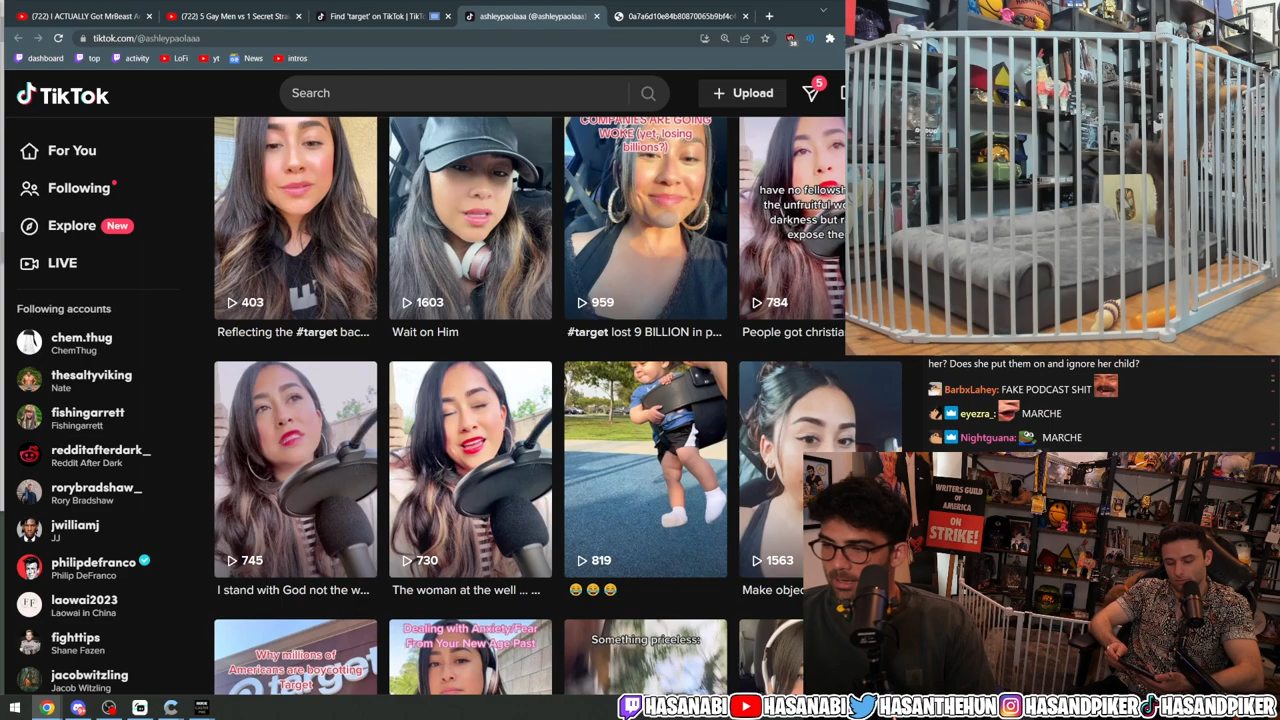 (722) I ACTUALLY Got MrBeast A
(722) 5 Gay Men vs 1 Secret Stra
Find 'target' on TikTok | TikT
ashleypaolaaa (@ashleypaolaaa)
0a7a6d10e84b80870065b9bf4c
tiktok.com/@ashleypaolaaa
38
dashboard
top
activity
LoFi
yt
News
intros
TikTok
Search
Upload
5
For You
Following
Explore New
LIVE
Following accounts
chem.thug
ChemThug
thesaltyviking
Nate
fishingarrett
Fishingarrett
redditafterdark_
Reddit After Dark
rorybradshaw_
Rory Bradshaw
jwilliamj
JJ
philipdefranco
Philip DeFranco
laowai2023
Laowai in China
fighttips
Shane Fazen
jacobwitzling
Jacob Witzling
403
Reflecting the #target bac...
1603
Wait on Him
COMPANIES ARE GOING
WOKE (yet, losing
billions?)
959
#target lost 9 BILLION in p...
have no fellowsh
the unfruitful wo
darkness but ra
expose the
784
People got christia
745
I stand with God not the w...
730
The woman at the well ... ...
819
😂 😂 😂
1563
Make objec
Why millions of
Americans are boycotting
Target
Dealing with Anxiety/Fear
From Your New Age Past
Something priceless:
her? Does she put them on and ignore her child?
BarbxLahey: FAKE PODCAST SHIT
eyezra_: MARCHE
Nightguana: MARCHE
WRITERS GUILD
OF
AMERICA
ON
STRIKE!
HASANABI
HASANABI
HASANTHEHUN
HASANDPIKER
HASANDPIKER